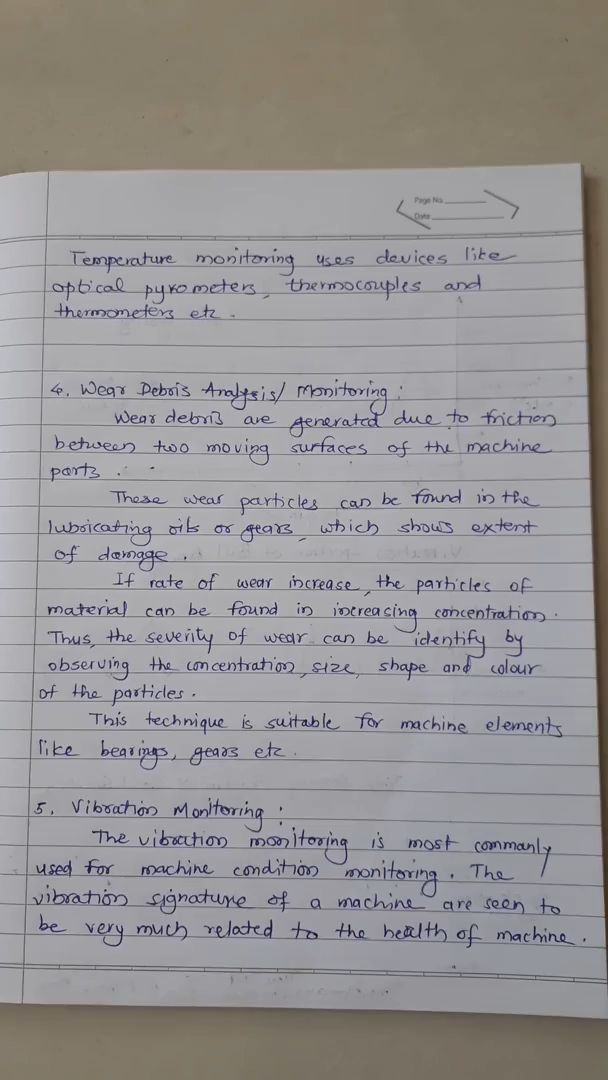 Page No.
Date
Temperature monitoring uses devices like
optical pyrometers, thermocouples and
thermometers etc.
4. Wear Debris Analysis/ Monitoring:
Wear debris are generated due to friction
between two moving surfaces of the machine
parts.
These wear particles can be found in the
lubricating oils or gears, which shows extent
of damage.
If rate of wear increase, the particles of
material can be found in increasing concentration.
Thus, the severity of wear can be identify by
observing the concentration, size, shape and colour
of the particles.
This technique is suitable for machine elements
like bearings, gears etc.
5. Vibration Monitoring:
The vibration monitoring is most commonly
used for machine condition monitoring. The
vibration signature of a machine are seen to
be very much related to the health of machine.